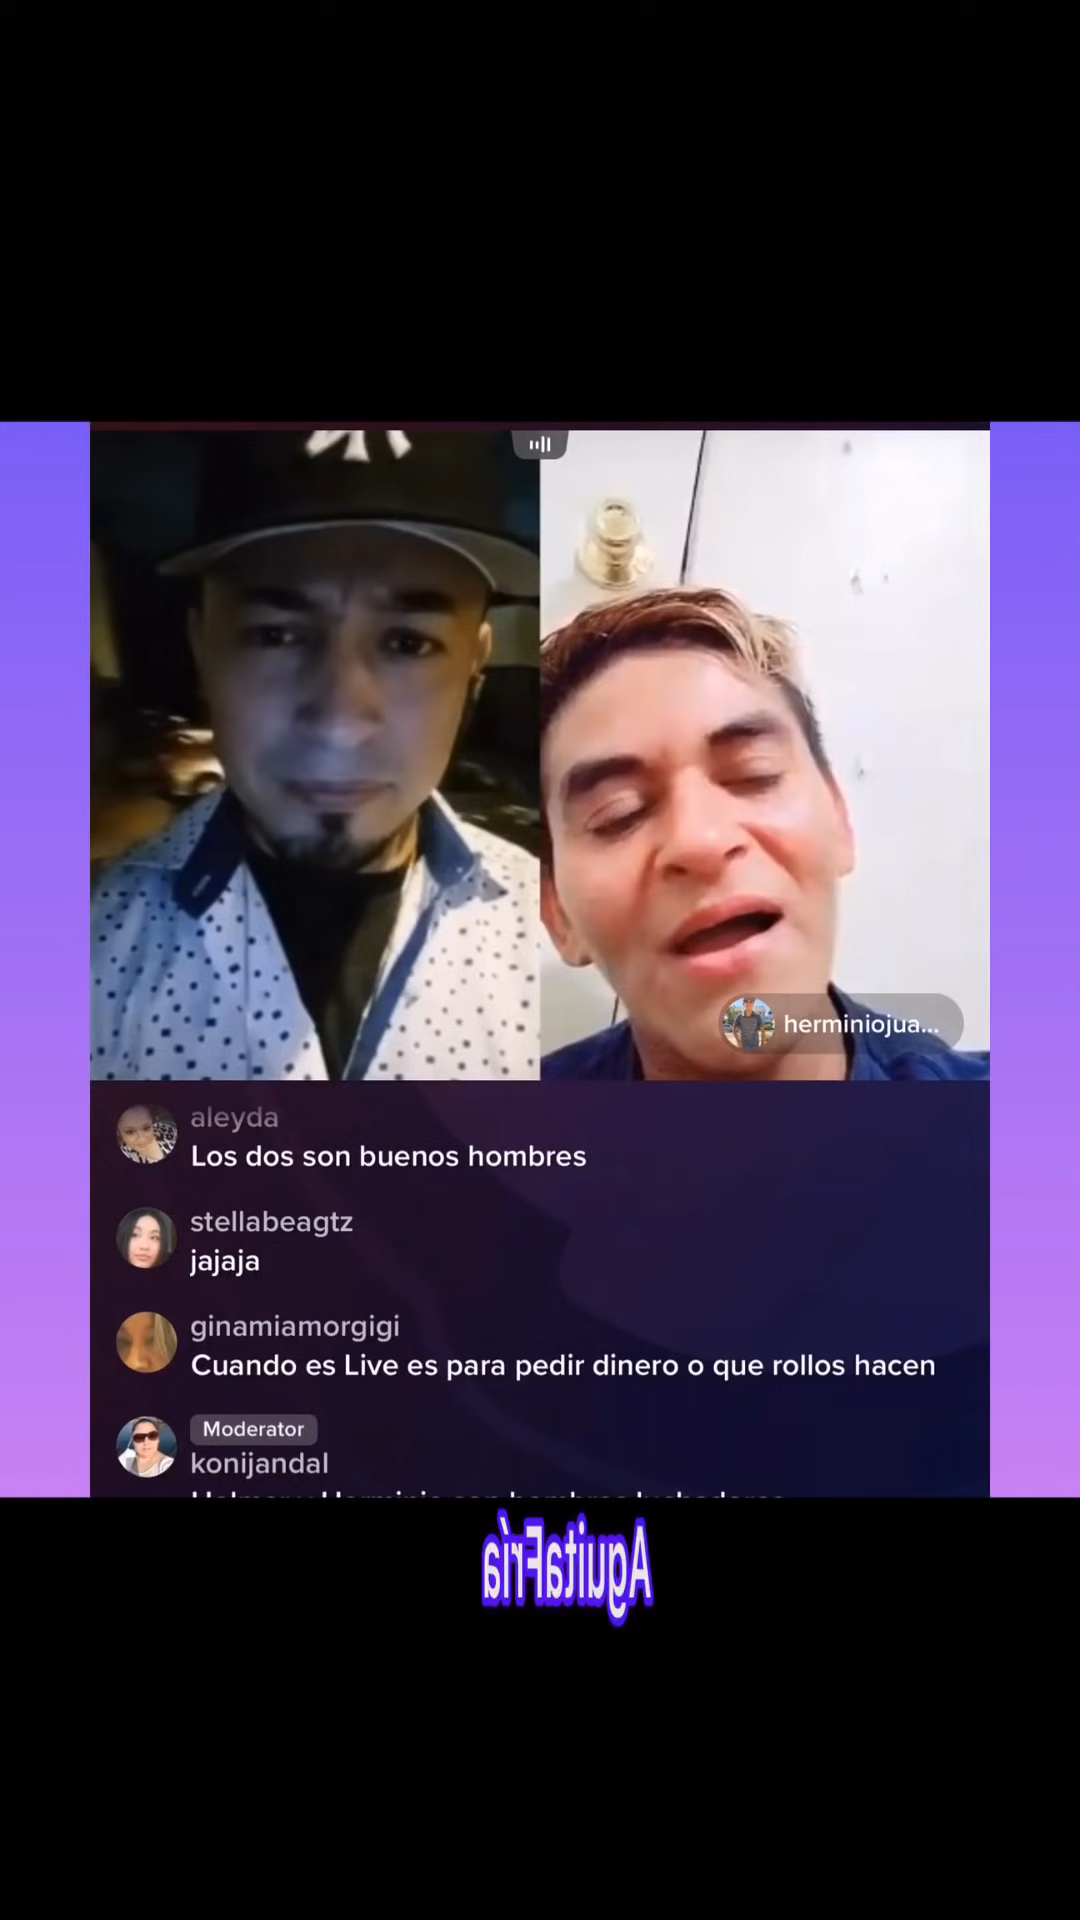 herminiojua...
aleyda
Los dos son buenos hombres
stellabeagtz
jajaja
ginamiamorgigi
Cuando es Live es para pedir dinero o que rollos hacen
Moderator
konijandal
AguitaFría